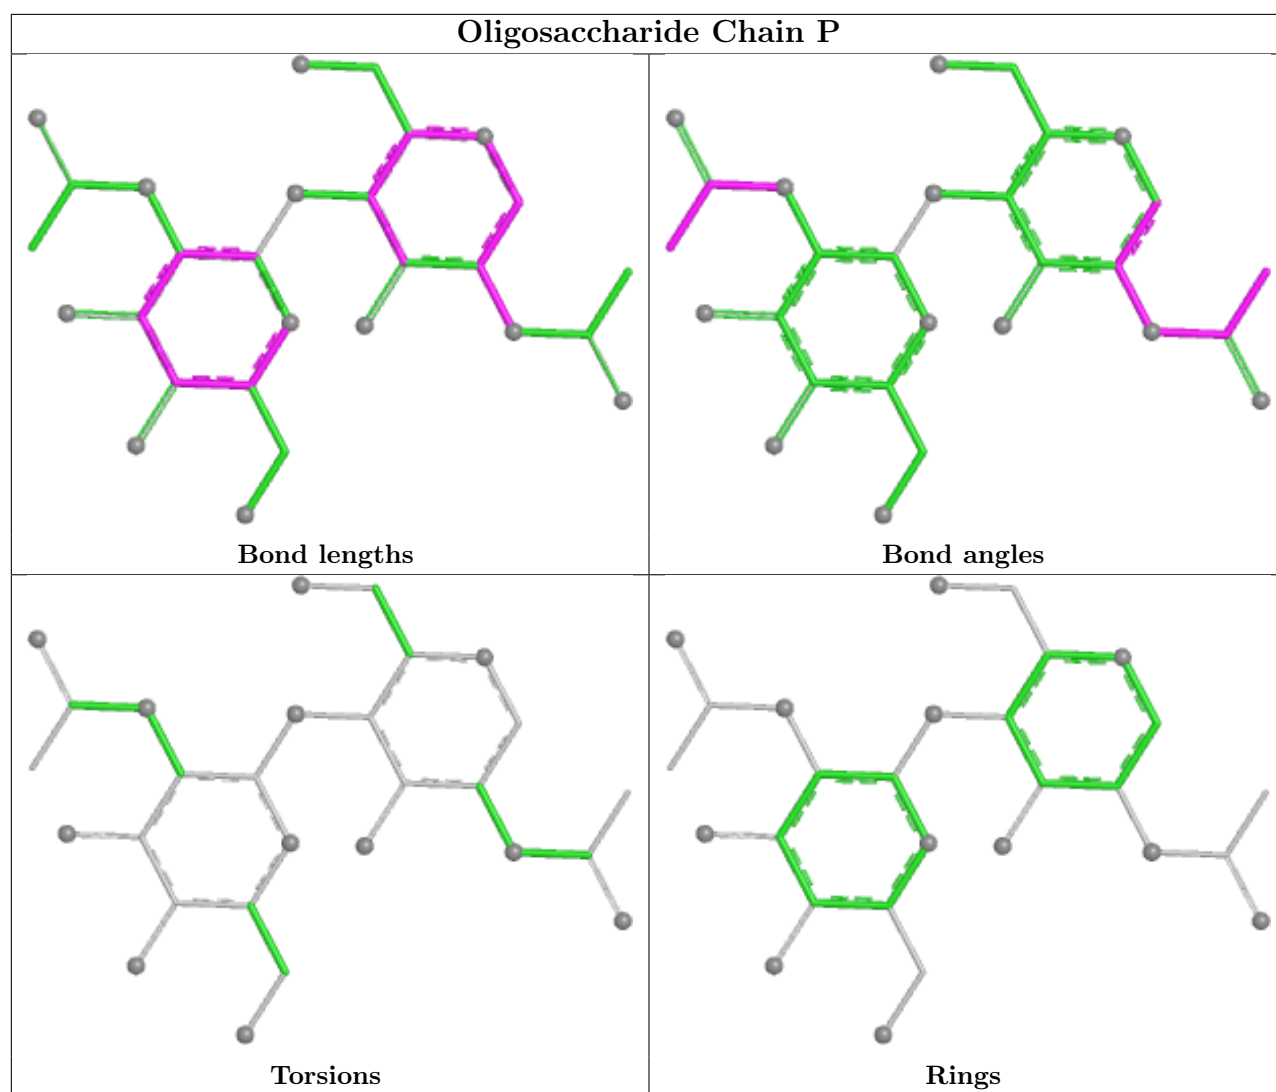 Oligosaccharide Chain P
Bond lengths
Bond angles
Torsions
Rings